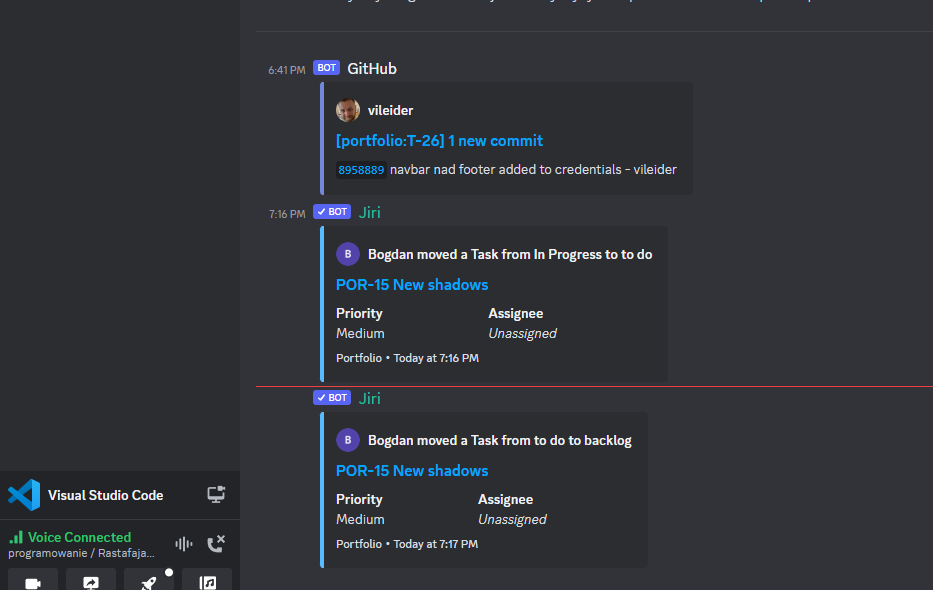 6:41 PM BOT GitHub
vileider
[portfolio:T-26] 1 new commit
8958889 navbar nad footer added to credentials - vileider
7:16 PM BOT Jiri
B Bogdan moved a Task from In Progress to to do
POR-15 New shadows
Priority Assignee
Medium Unassigned
Portfolio • Today at 7:16 PM
BOT Jiri
B Bogdan moved a Task from to do to backlog
POR-15 New shadows
Priority Assignee
Medium Unassigned
Portfolio • Today at 7:17 PM
Visual Studio Code
Voice Connected
programowanie / Rastafaja...